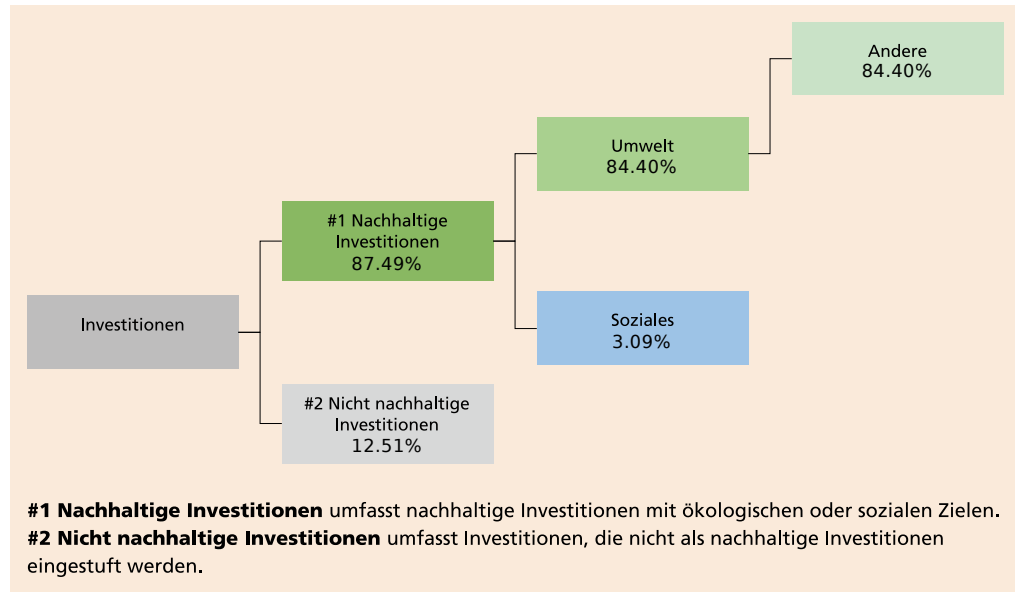 Andere
84.40%
Umwelt
84.40%
#1 Nachhaltige
Investitionen
87.49%
Investitionen
Soziales
3.09%
#2 Nicht nachhaltige
Investitionen
12.51%
#1 Nachhaltige Investitionen umfasst nachhaltige Investitionen mit ökologischen oder sozialen Zielen.
#2 Nicht nachhaltige Investitionen umfasst Investitionen, die nicht als nachhaltige Investitionen
eingestuft werden.